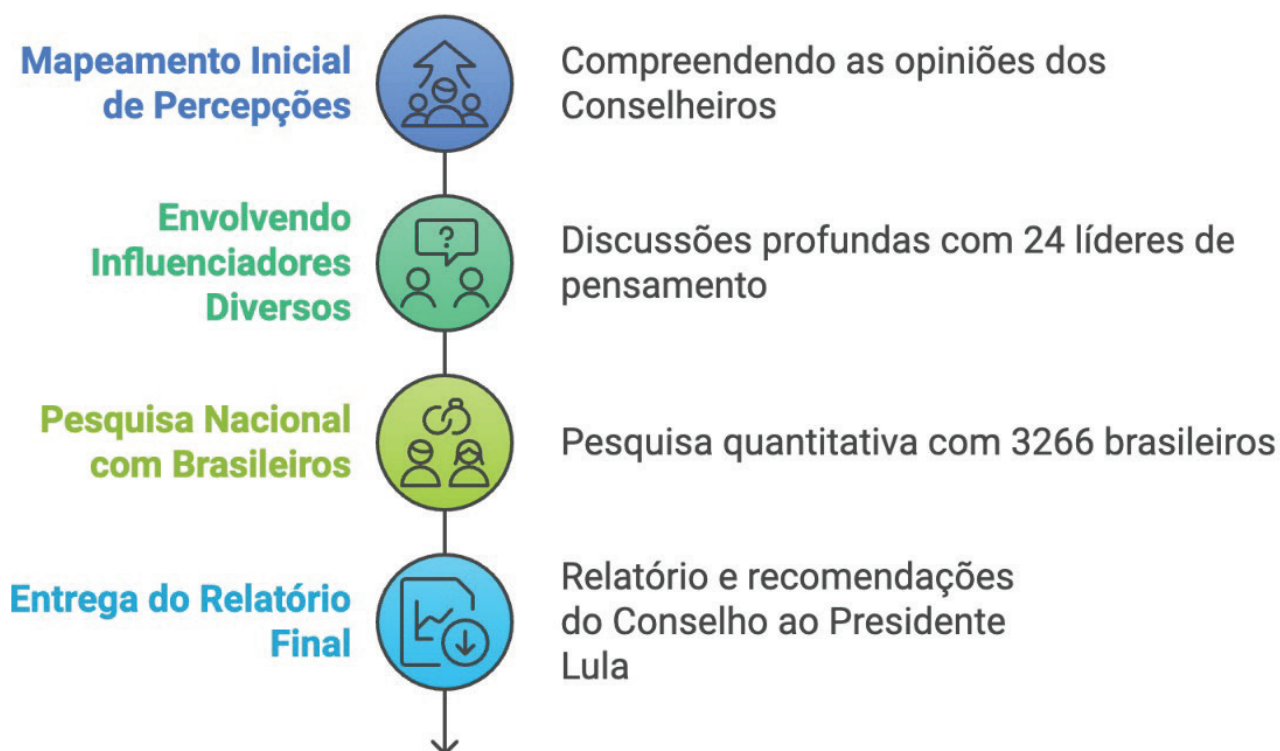 Mapeamento Inicial
de Percepções
Compreendendo as opiniões dos
Conselheiros
Envolvendo
Influenciadores
Diversos
?
Discussões profundas com 24 líderes de
pensamento
Pesquisa Nacional
com Brasileiros
Pesquisa quantitativa com 3266 brasileiros
Entrega do Relatório
Final
Relatório e recomendações
do Conselho ao Presidente
Lula